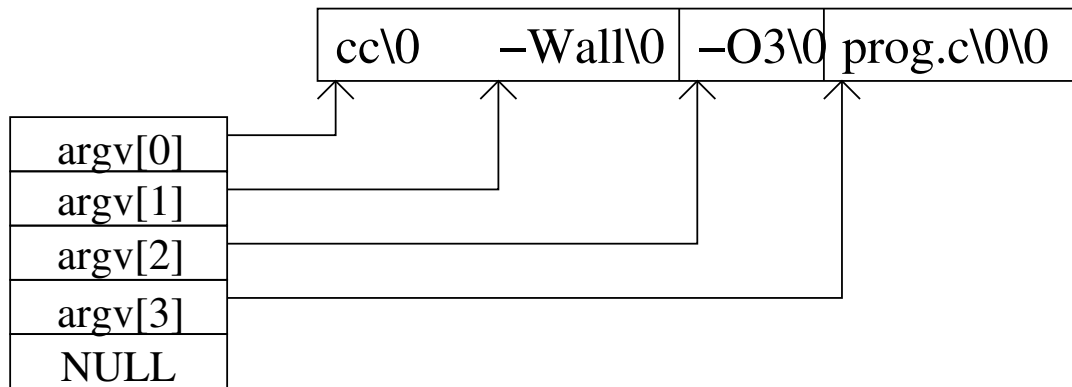 cc\0 –Wall\0 –O3\0 prog.c\0\0
argv[0]
argv[1]
argv[2]
argv[3]
NULL